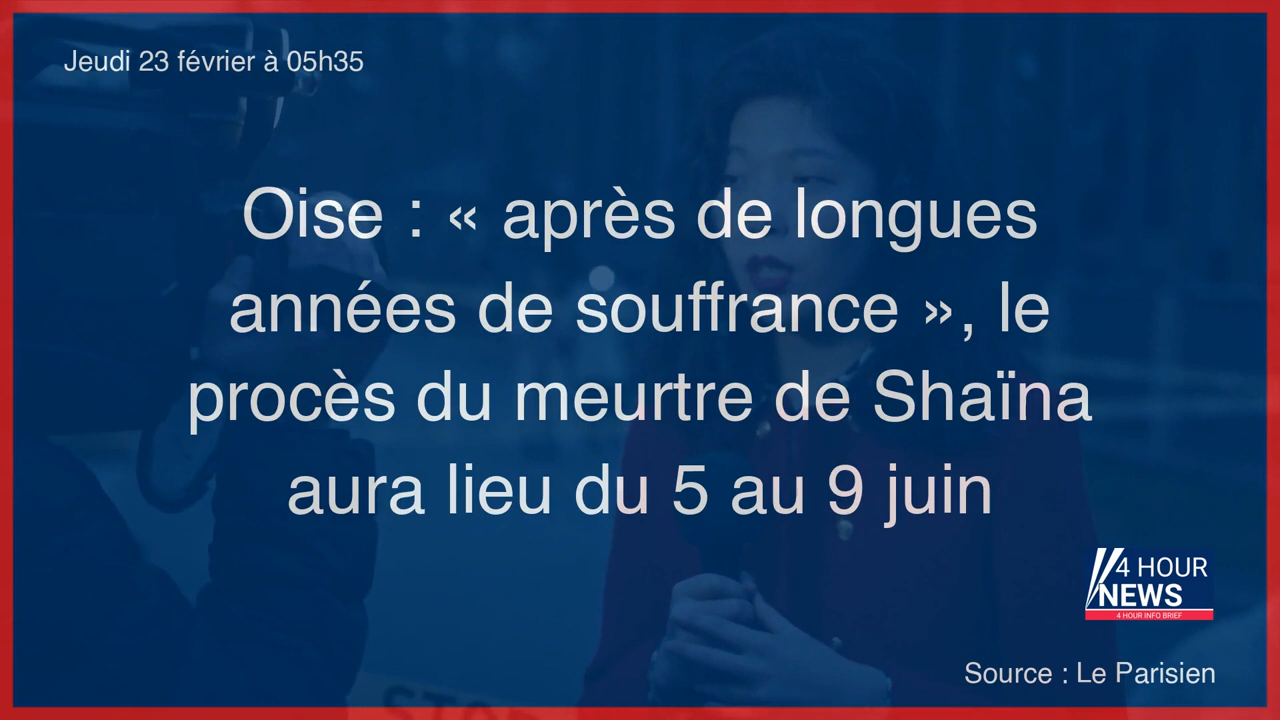 Jeudi 23 février à 05h35
Oise : « après de longues
années de souffrance », le
procès du meurtre de Shaïna
aura lieu du 5 au 9 juin
4 HOUR
NEWS
4 HOUR INFO BRIEF
Source : Le Parisien